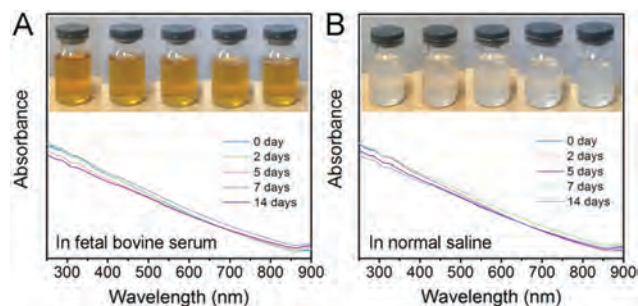 A
B
Absorbance
0 day
2 days
5 days
7 days
14 days
In fetal bovine serum
300 400 500 600 700 800 900
Wavelength (nm)
Absorbance
0 day
2 days
5 days
7 days
14 days
In normal saline
300 400 500 600 700 800 900
Wavelength (nm)